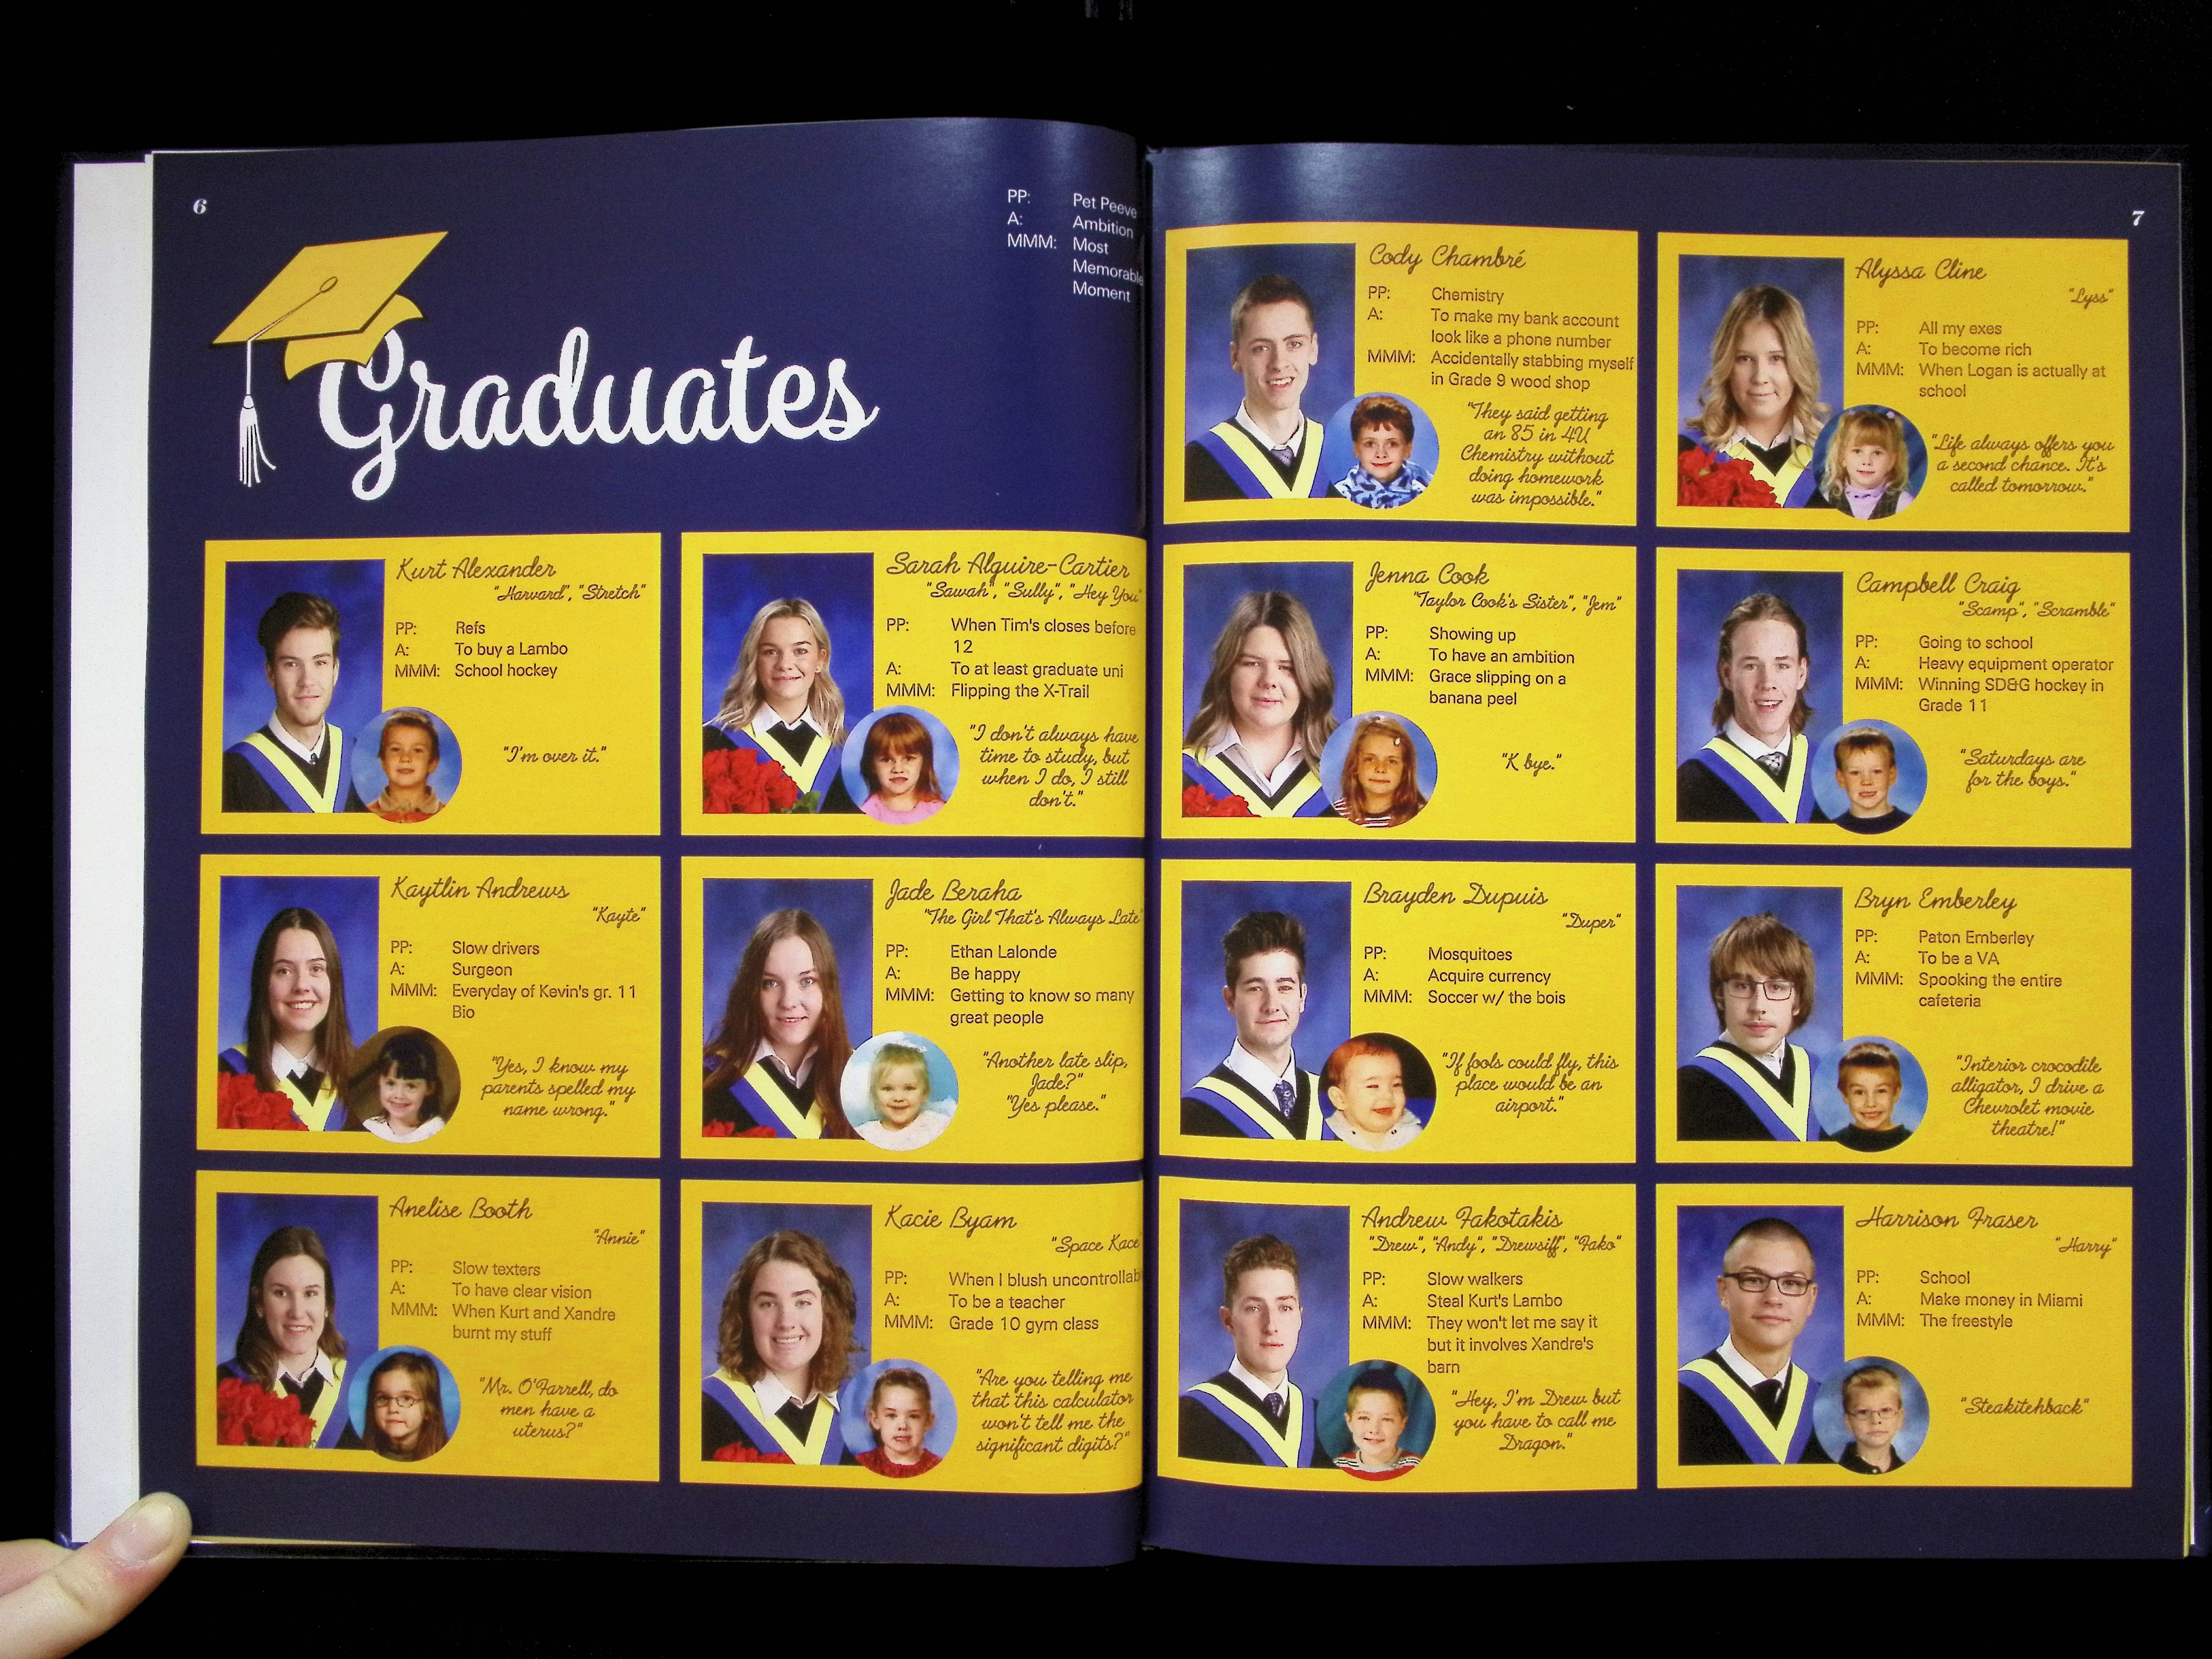 6
PP: Pet Peeve
A: Ambition
MMM: Most
Memorable
Moment
Graduates
Kurt Alexander
"Harvard", "Stretch"
PP: Refs
A: To buy a Lambo
MMM: School hockey
"I'm over it."
Sarah Alguire-Cartier
"Sawah", "Sully", "Hey You"
PP: When Tim's closes before
12
A: To at least graduate uni
MMM: Flipping the X-Trail
"I don't always have
time to study, but
when I do, I still
don't."
Kaytlin Andrews
"Kayte"
PP: Slow drivers
A: Surgeon
MMM: Everyday of Kevin's gr. 11
Bio
"Yes, I know my
parents spelled my
name wrong."
Jade Beraha
"The Girl That's Always Late"
PP: Ethan Lalonde
A: Be happy
MMM: Getting to know so many
great people
"Another late slip,
Jade?"
"Yes please."
Anelise Booth
"Annie"
PP: Slow texters
A: To have clear vision
MMM: When Kurt and Xandre
burnt my stuff
"Mr. O'Farrell, do
men have a
uterus?"
Kacie Byam
"Space Kace
PP: When I blush uncontrollab
A: To be a teacher
MMM: Grade 10 gym class
"Are you telling me
that this calculator
won't tell me the
significant digits?"
7
Cody Chambré
PP: Chemistry
A: To make my bank account
look like a phone number
MMM: Accidentally stabbing myself
in Grade 9 wood shop
"They said getting
an 85 in 4U
Chemistry without
doing homework
was impossible."
Alyssa Cline
"Lyss"
PP: All my exes
A: To become rich
MMM: When Logan is actually at
school
"Life always offers you
a second chance. It's
called tomorrow."
Jenna Cook
"Taylor Cook's Sister", "Jem"
PP: Showing up
A: To have an ambition
MMM: Grace slipping on a
banana peel
"K bye."
Campbell Craig
"Scamp", "Scramble"
PP: Going to school
A: Heavy equipment operator
MMM: Winning SD&G hockey in
Grade 11
"Saturdays are
for the boys."
Brayden Dupuis
"Duper"
PP: Mosquitoes
A: Acquire currency
MMM: Soccer w/ the bois
"If fools could fly, this
place would be an
airport."
Bryn Emberley
PP: Paton Emberley
A: To be a VA
MMM: Spooking the entire
cafeteria
"Interior crocodile
alligator, I drive a
Chevrolet movie
theatre!"
Andrew Fakotakis
"Drew", "Andy", "Drewsiff", "Fako"
PP: Slow walkers
A: Steal Kurt's Lambo
MMM: They won't let me say it
but it involves Xandre's
barn
"Hey, I'm Drew but
you have to call me
Dragon."
Harrison Fraser
"Harry"
PP: School
A: Make money in Miami
MMM: The freestyle
"Steakitehback"